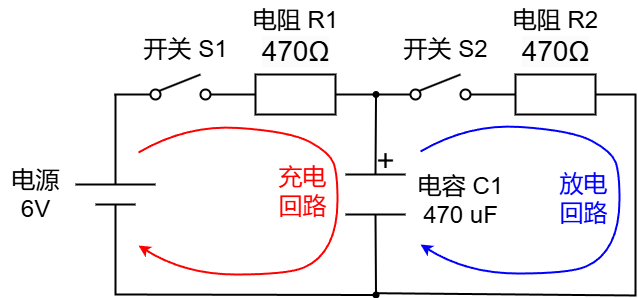 电阻 R1
470Ω
电阻 R2
470Ω
开关 S1
开关 S2
+
充电
回路
放电
回路
电源
6V
电容 C1
470 uF